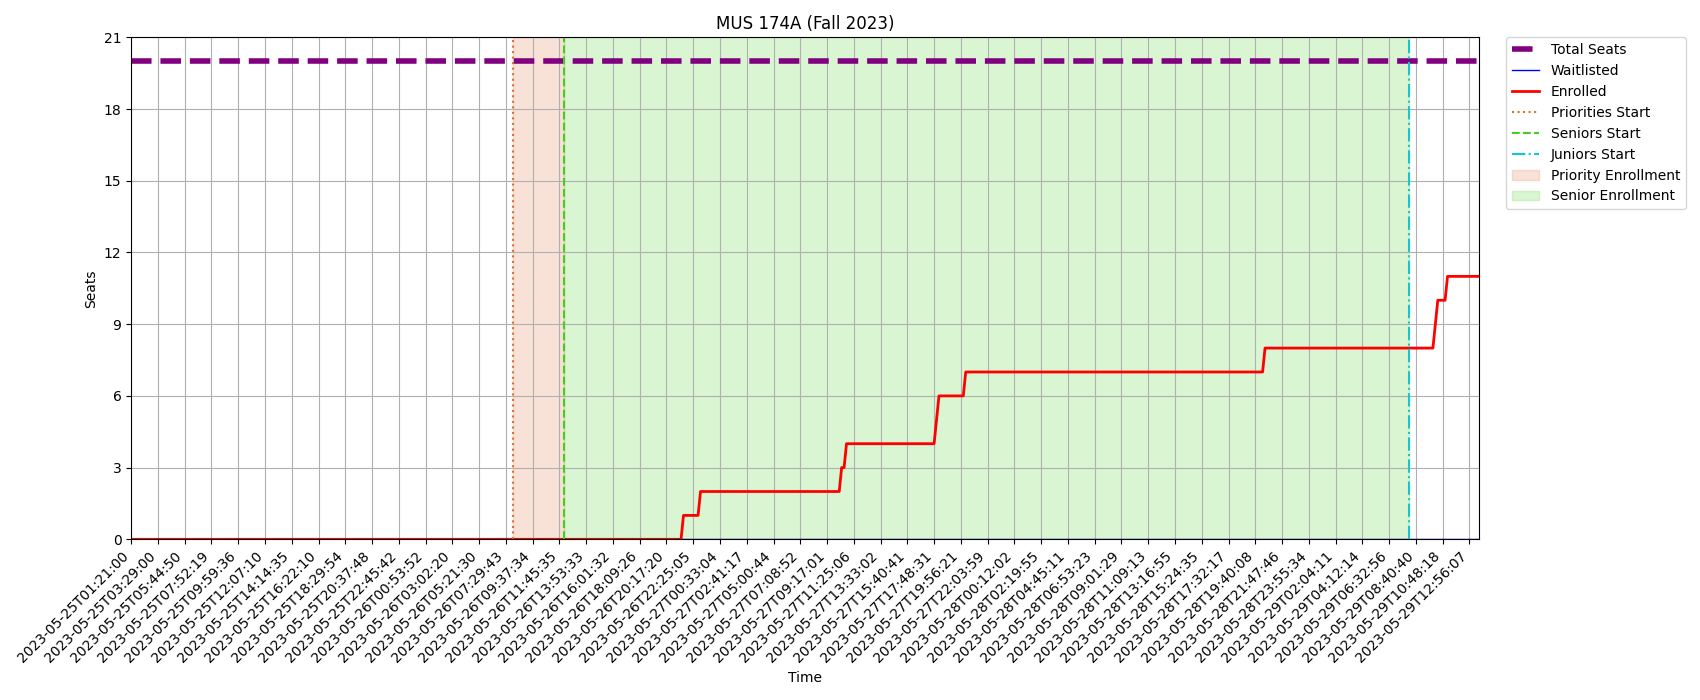 MUS 174A (Fall 2023)
21
18
15
12
9
6
3
0
Seats
2023-05-25T01:21:00
2023-05-25T03:29:00
2023-05-25T05:44:50
2023-05-25T07:52:19
2023-05-25T09:59:36
2023-05-25T12:07:10
2023-05-25T14:14:35
2023-05-25T16:22:10
2023-05-25T18:29:54
2023-05-25T20:37:48
2023-05-25T22:45:42
2023-05-26T00:53:52
2023-05-26T03:02:20
2023-05-26T05:21:30
2023-05-26T07:29:43
2023-05-26T09:37:34
2023-05-26T11:45:35
2023-05-26T13:53:33
2023-05-26T16:01:32
2023-05-26T18:09:26
2023-05-26T20:17:20
2023-05-26T22:25:05
2023-05-27T00:33:04
2023-05-27T02:41:17
2023-05-27T05:00:44
2023-05-27T07:08:52
2023-05-27T09:17:01
2023-05-27T11:25:06
2023-05-27T13:33:02
2023-05-27T15:40:41
2023-05-27T17:48:31
2023-05-27T19:56:21
2023-05-27T22:03:59
2023-05-28T00:12:02
2023-05-28T02:19:55
2023-05-28T04:45:11
2023-05-28T06:53:23
2023-05-28T09:01:29
2023-05-28T11:09:13
2023-05-28T13:16:55
2023-05-28T15:24:35
2023-05-28T17:32:17
2023-05-28T19:40:08
2023-05-28T21:47:46
2023-05-28T23:55:34
2023-05-29T02:04:11
2023-05-29T04:12:14
2023-05-29T06:32:56
2023-05-29T08:40:40
2023-05-29T10:48:18
2023-05-29T12:56:07
Time
Total Seats
Waitlisted
Enrolled
Priorities Start
Seniors Start
Juniors Start
Priority Enrollment
Senior Enrollment